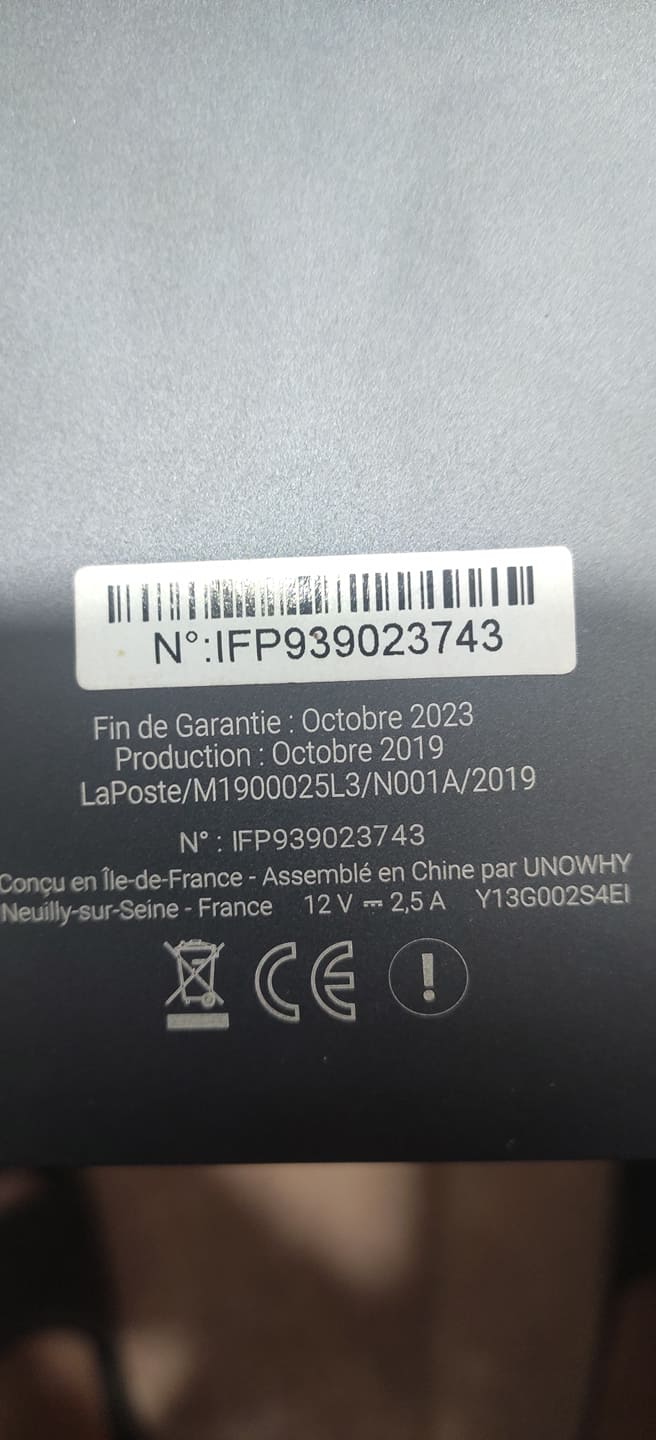 N°:IFP939023743
Fin de Garantie : Octobre 2023
Production : Octobre 2019
LaPoste/M1900025L3/N001A/2019
N° : IFP939023743
Conçu en Île-de-France - Assemblé en Chine par UNOWHY
Neuilly-sur-Seine - France 12 V ⎓ 2,5 A Y13G002S4EI
CE
!